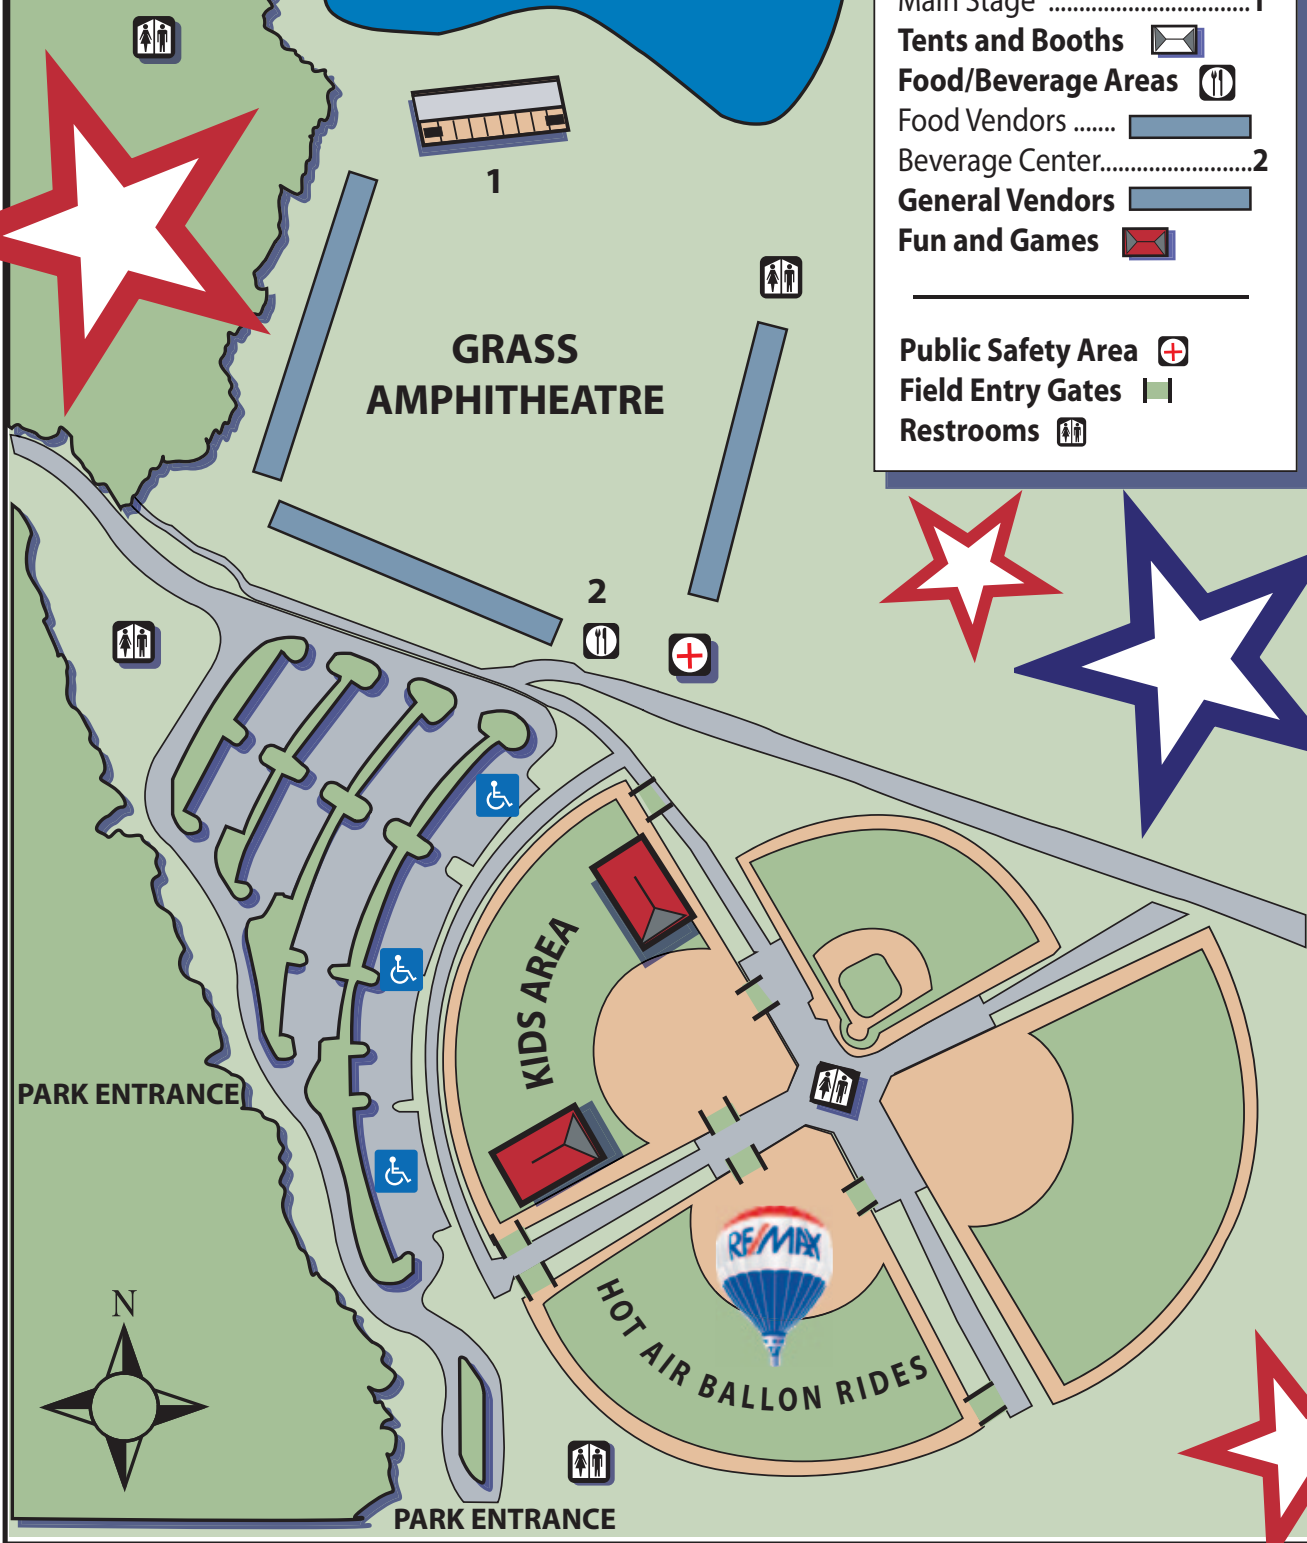 Main Stage ................................1
Tents and Booths
Food/Beverage Areas
Food Vendors .......
Beverage Center........................2
General Vendors
Fun and Games
Public Safety Area
Field Entry Gates
Restrooms
1
GRASS
AMPHITHEATRE
2
KIDS AREA
PARK ENTRANCE
RE/MAX
HOT AIR BALLON RIDES
N
PARK ENTRANCE